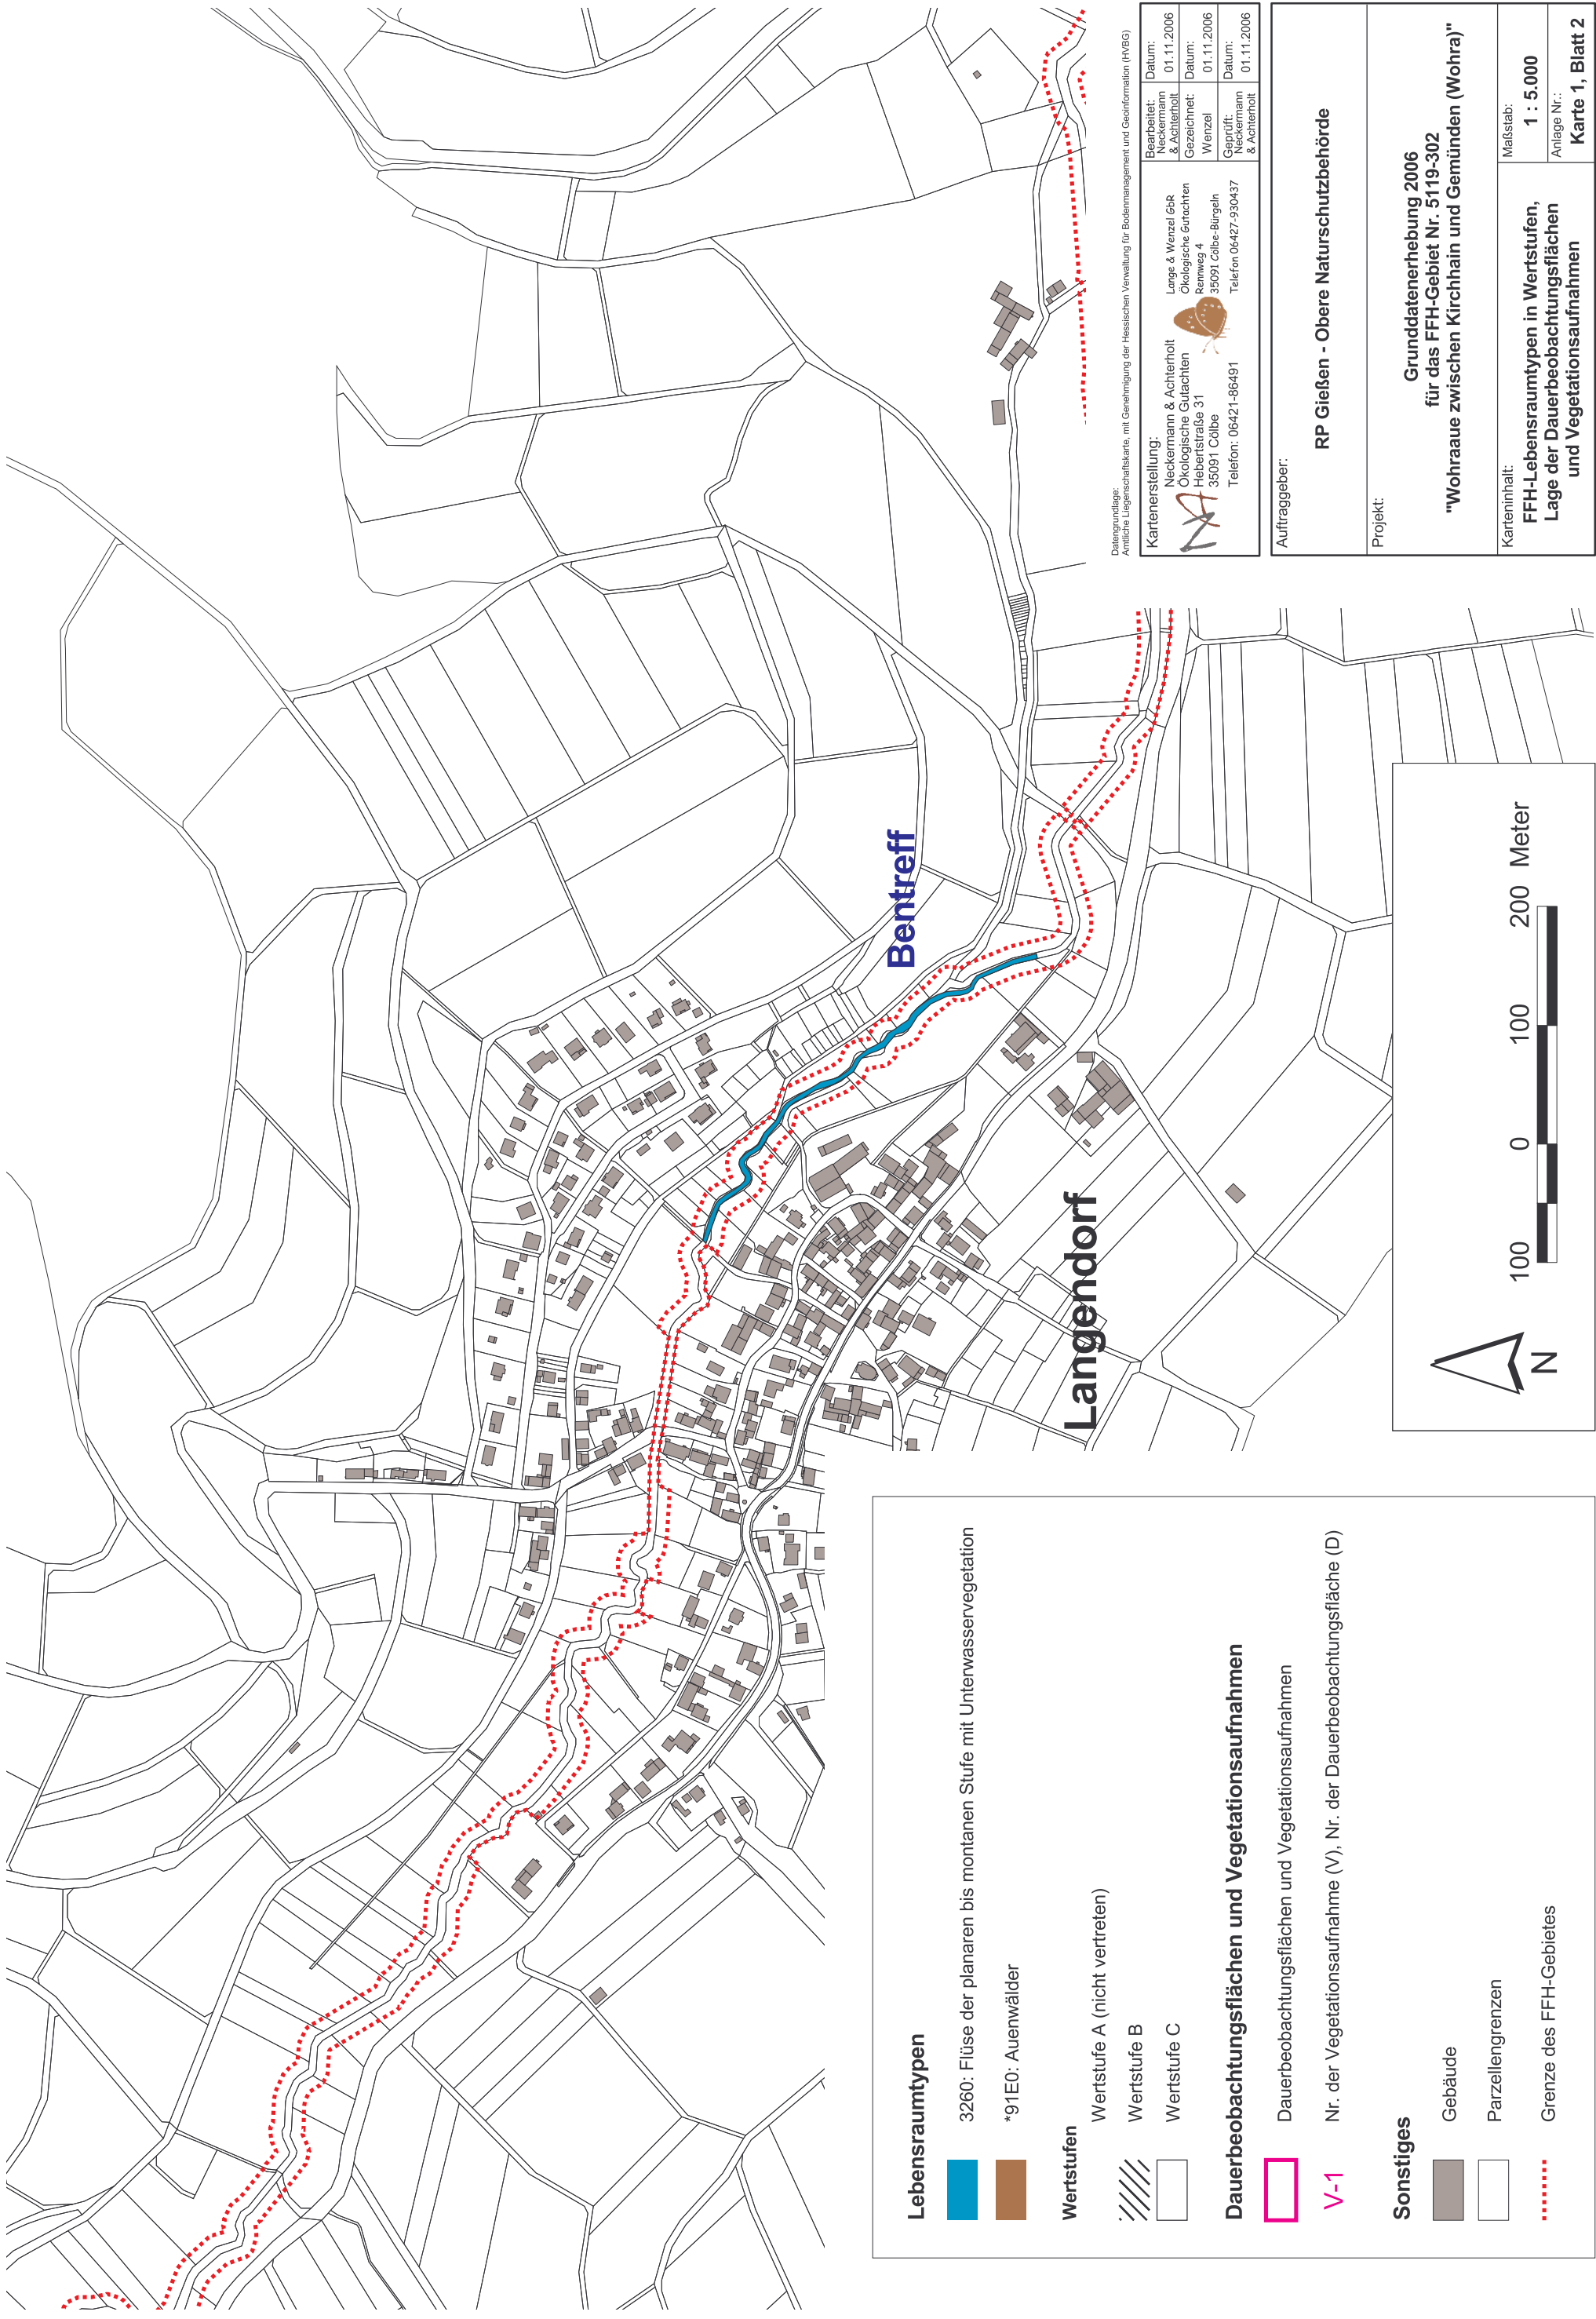 Bentreff
Langendorf
Lebensraumtypen
3260: Flüse der planaren bis montanen Stufe mit Unterwasservegetation
*91E0: Auenwälder
Wertstufen
Wertstufe A (nicht vertreten)
Wertstufe B
Wertstufe C
Dauerbeobachtungsflächen und Vegetationsaufnahmen
Dauerbeobachtungsflächen und Vegetationsaufnahmen
V-1
Nr. der Vegetationsaufnahme (V), Nr. der Dauerbeobachtungsfläche (D)
Sonstiges
Gebäude
Parzellengrenzen
Grenze des FFH-Gebietes
N
100 0 100 200 Meter
Datengrundlage:
Amtliche Liegenschaftskarte, mit Genehmigung der Hessischen Verwaltung für Bodenmanagement und Geoinformation (HVBG)
Kartenerstellung:
Neckermann & Achterholt
Ökologische Gutachten
Hebertstraße 31
35091 Cölbe
Telefon: 06421-86491
Lange & Wenzel GbR
Ökologische Gutachten
Rennweg 4
35091 Cölbe-Bürgeln
Telefon 06427-930437
Bearbeitet:
Neckermann
& Achterholt
Datum:
01.11.2006
Gezeichnet:
Wenzel
Datum:
01.11.2006
Geprüft:
Neckermann
& Achterholt
Datum:
01.11.2006
Auftraggeber:
RP Gießen - Obere Naturschutzbehörde
Projekt:
Grunddatenerhebung 2006
für das FFH-Gebiet Nr. 5119-302
"Wohraaue zwischen Kirchhain und Gemünden (Wohra)"
Karteninhalt:
FFH-Lebensraumtypen in Wertstufen,
Lage der Dauerbeobachtungsflächen
und Vegetationsaufnahmen
Maßstab:
1 : 5.000
Anlage Nr.:
Karte 1, Blatt 2